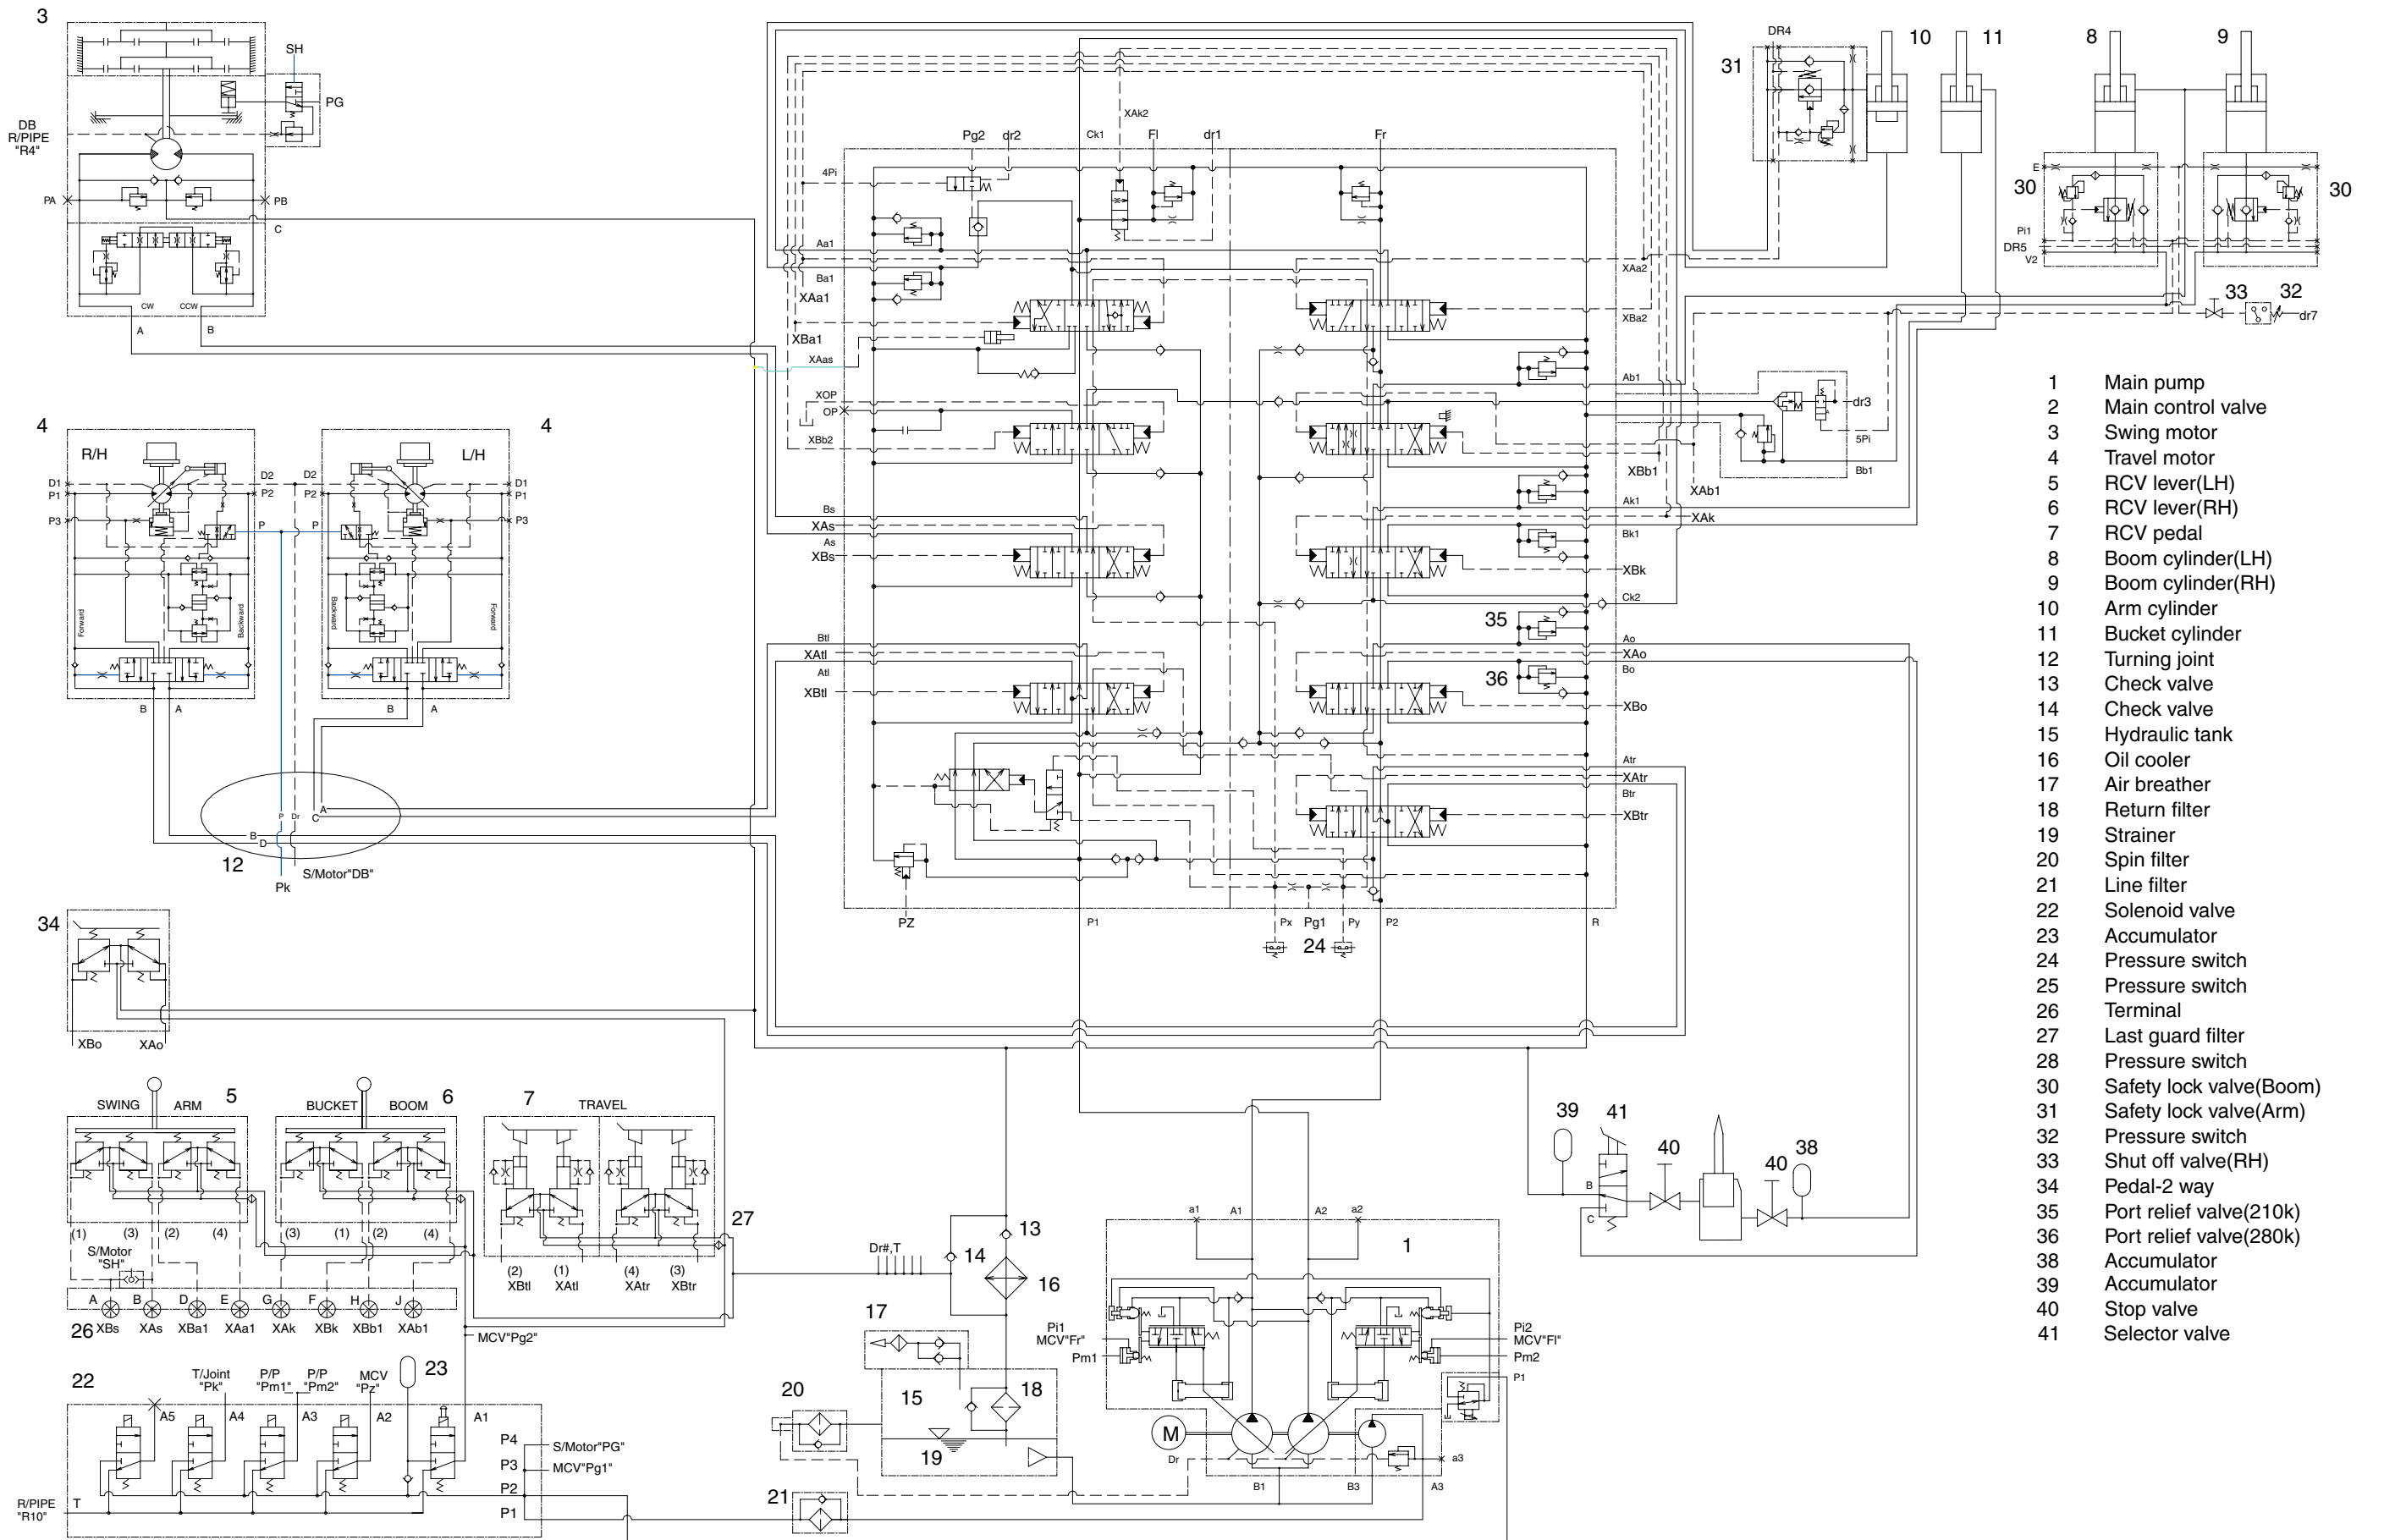 3
SH
PG
DB
R/PIPE
"R4"
PA
PB
C
CW
CCW
A
B
4
4
R/H
L/H
D1
P1
P3
D2
P2
D2
P2
D1
P1
P3
P
P
Forward
Backward
Backward
Forward
B
A
B
A
P
Dr
A
C
B
D
12
Pk
S/Motor"DB"
34
XBo
XAo
SWING
ARM
5
BUCKET
BOOM
6
7
TRAVEL
27
(1)
(3)
(2)
(4)
(3)
(1)
(2)
(4)
S/Motor
"SH"
(2)
(1)
(4)
(3)
XBtl
XAtl
XAtr
XBtr
A
B
D
E
G
F
H
J
26
XBs
XAs
XBa1
XAa1
XAk
XBk
XBb1
XAb1
MCV"Pg2"
22
T/Joint
"Pk"
P/P
"Pm1"
P/P
"Pm2"
MCV
"Pz"
23
A5
A4
A3
A2
A1
P4
P3
P2
P1
S/Motor"PG"
MCV"Pg1"
R/PIPE
"R10"
T
Pg2
dr2
Ck1
XAk2
Fl
dr1
Fr
4Pi
Aa1
Ba1
XAa1
XBa1
XAas
XOP
OP
XBb2
Bs
XAs
As
XBs
Btl
XAtl
Atl
XBtl
PZ
P1
Px
Pg1
Py
P2
R
24
XAa2
XBa2
Ab1
XBb1
XAb1
dr3
5Pi
Bb1
Ak1
XAk
Bk1
XBk
Ck2
35
Ao
XAo
Bo
36
XBo
Atr
XAtr
Btr
XBtr
31
DR4
10
11
8
9
30
30
E
Pi1
DR5
V2
33
32
dr7
39
41
40
40
38
B
C
13
14
Dr#,T
16
17
15
18
19
20
21
a1
A1
A2
a2
1
Pi1
MCV"Fr"
Pm1
Pi2
MCV"Fl"
Pm2
P1
M
Dr
a3
B1
B3
A3
1 Main pump
2 Main control valve
3 Swing motor
4 Travel motor
5 RCV lever(LH)
6 RCV lever(RH)
7 RCV pedal
8 Boom cylinder(LH)
9 Boom cylinder(RH)
10 Arm cylinder
11 Bucket cylinder
12 Turning joint
13 Check valve
14 Check valve
15 Hydraulic tank
16 Oil cooler
17 Air breather
18 Return filter
19 Strainer
20 Spin filter
21 Line filter
22 Solenoid valve
23 Accumulator
24 Pressure switch
25 Pressure switch
26 Terminal
27 Last guard filter
28 Pressure switch
30 Safety lock valve(Boom)
31 Safety lock valve(Arm)
32 Pressure switch
33 Shut off valve(RH)
34 Pedal-2 way
35 Port relief valve(210k)
36 Port relief valve(280k)
38 Accumulator
39 Accumulator
40 Stop valve
41 Selector valve